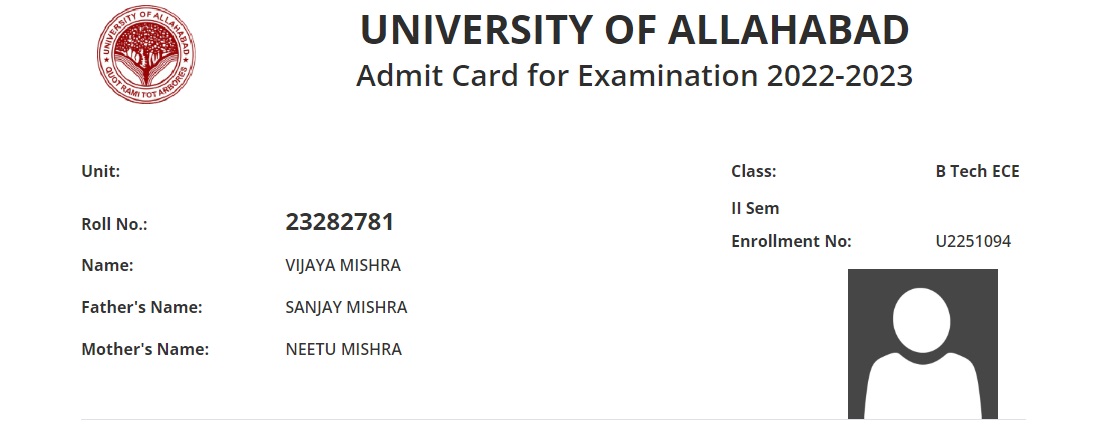 UNIVERSITY OF ALLAHABAD
QUOT RAMI TOT ARBORES
UNIVERSITY OF ALLAHABAD
Admit Card for Examination 2022-2023
Unit:
Class: B Tech ECE
II Sem
Roll No.: 23282781
Enrollment No: U2251094
Name: VIJAYA MISHRA
Father's Name: SANJAY MISHRA
Mother's Name: NEETU MISHRA